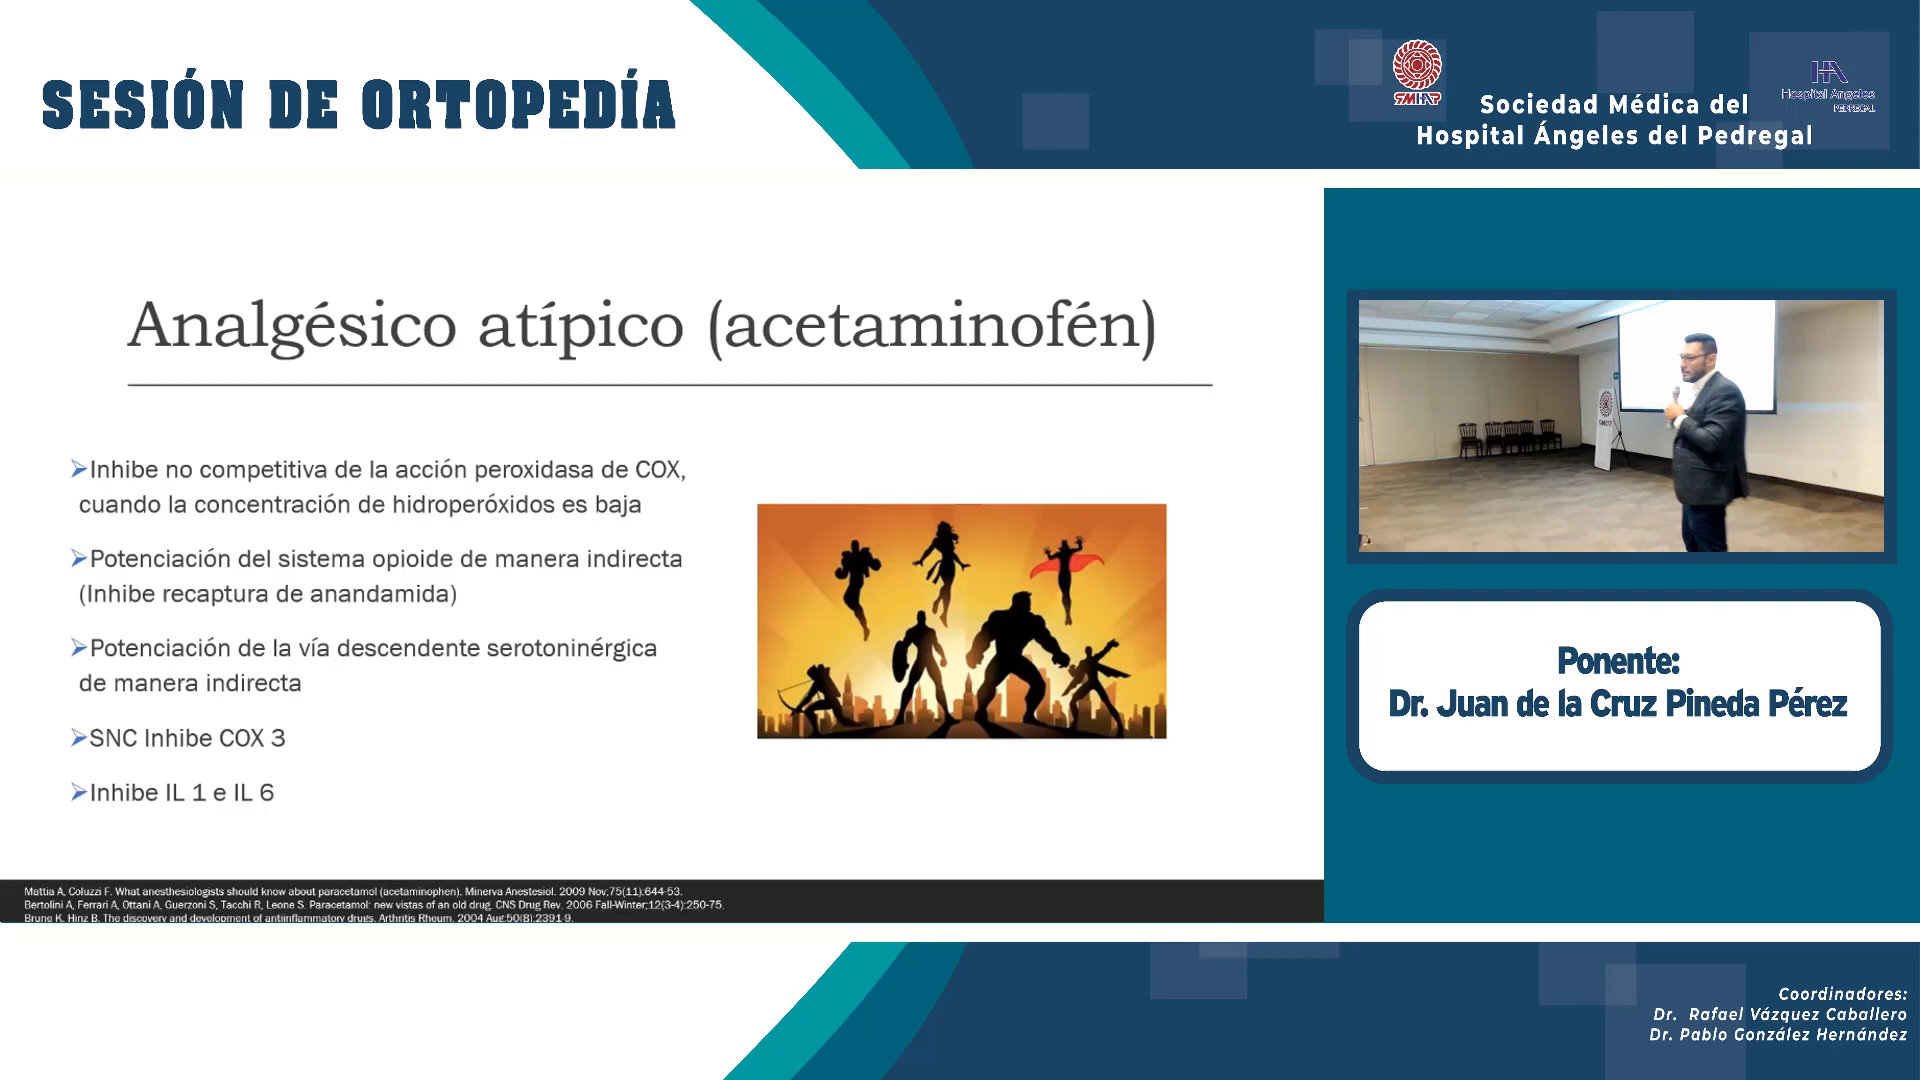 SESIÓN DE ORTOPEDÍA
SMHAP
Sociedad Médica del
Hospital Ángeles del Pedregal
HA
Hospital Angeles
PEDREGAL
Analgésico atípico (acetaminofén)
➢Inhibe no competitiva de la acción peroxidasa de COX,
cuando la concentración de hidroperóxidos es baja
➢Potenciación del sistema opioide de manera indirecta
(Inhibe recaptura de anandamida)
➢Potenciación de la vía descendente serotoninérgica
de manera indirecta
➢SNC Inhibe COX 3
➢Inhibe IL 1 e IL 6
Mattia A, Coluzzi F. What anesthesiologists should know about paracetamol (acetaminophen). Minerva Anestesiol. 2009 Nov;75(11):644-53.
Bertolini A, Ferrari A, Ottani A, Guerzoni S, Tacchi R, Leone S. Paracetamol: new vistas of an old drug. CNS Drug Rev. 2006 Fall-Winter;12(3-4):250-75.
Brune K, Hinz B. The discovery and development of antiinflammatory drugs. Arthritis Rheum. 2004 Aug;50(8):2391-9.
Ponente:
Dr. Juan de la Cruz Pineda Pérez
Coordinadores:
Dr. Rafael Vázquez Caballero
Dr. Pablo González Hernández